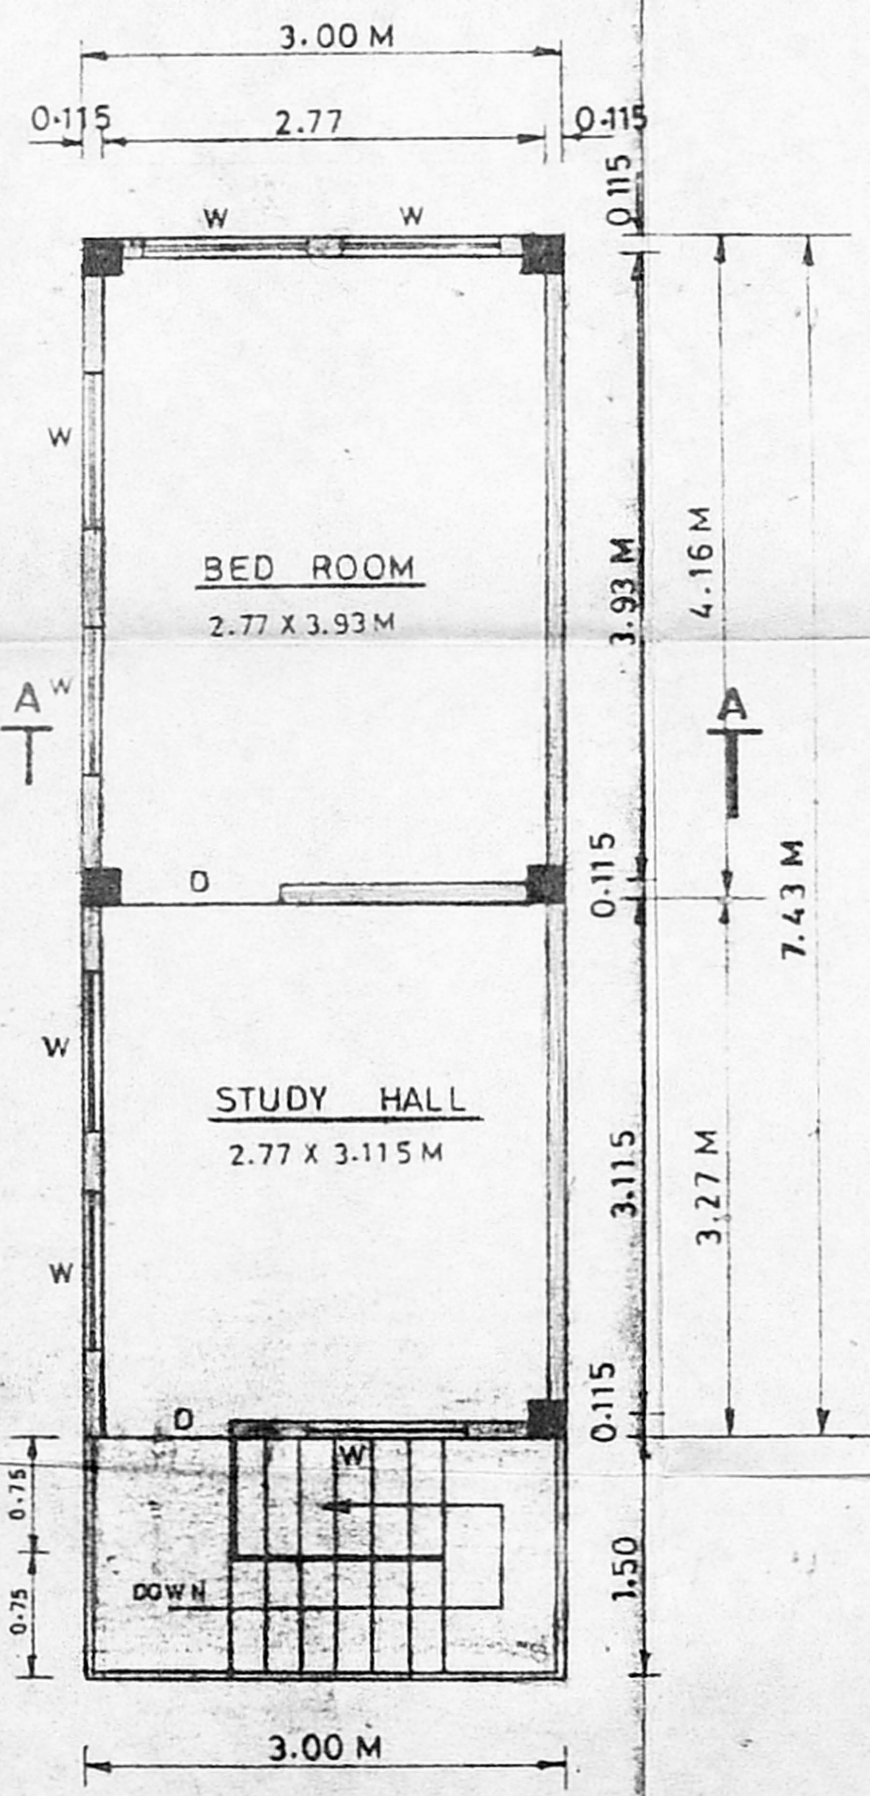 3.00 M
0.115 2.77 0.115
0.115
W W
W
BED ROOM
2.77 X 3.93 M
3.93 M
4.16 M
A W
A
D
0.115
7.43 M
W
STUDY HALL
2.77 X 3.115 M
3.115
3.27 M
W
D
0.115
W
0.75
DOWN
0.75
1.50
3.00 M